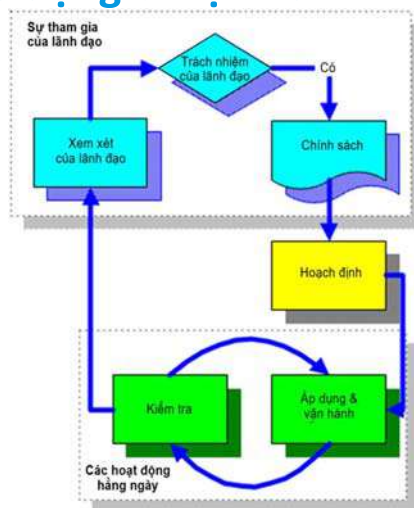 Sự tham gia
của lãnh đạo
Trách nhiệm
của lãnh đạo
Có
Xem xét
của lãnh đạo
Chính sách
Hoạch định
Kiểm tra
Áp dụng &
vận hành
Các hoạt động
hằng ngày